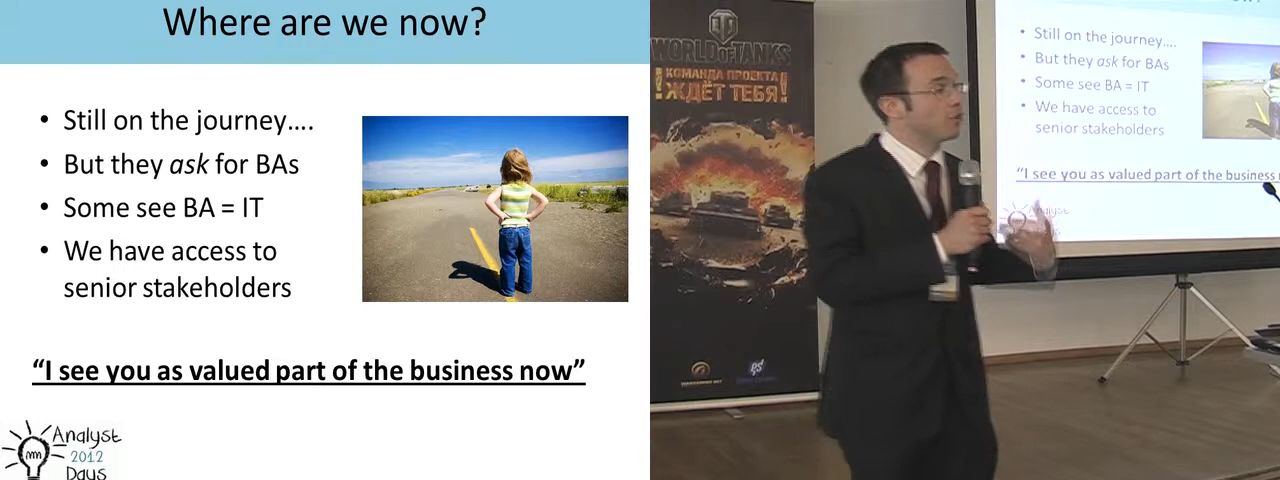 Where are we now?
• Still on the journey....
• But they ask for BAs
• Some see BA = IT
• We have access to
senior stakeholders
“I see you as valued part of the business now”
Analyst
2012
Days
WORLD OF TANKS
КОМАНДА ПРОЕКТА
ЖДЁТ ТЕБЯ!
• Still on the journey....
• But they ask for BAs
• Some see BA = IT
• We have access to
senior stakeholders
“I see you as valued part of the business
Analyst